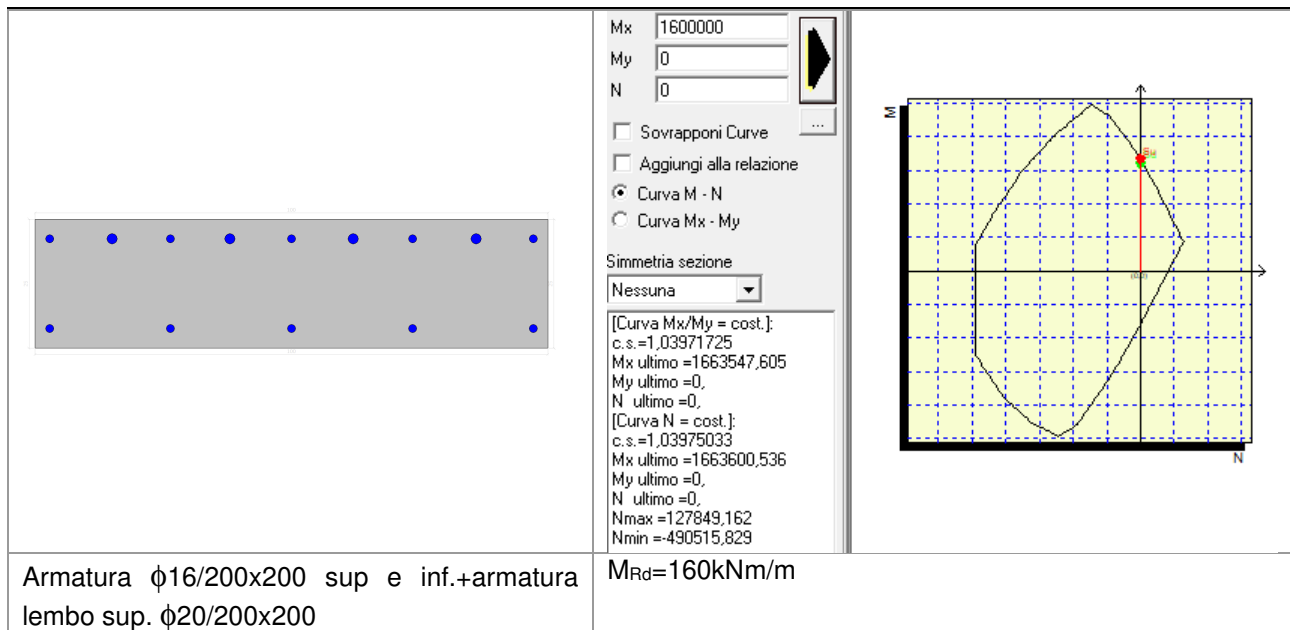 Mx 1600000
My 0
N 0
...
Sovrapponi Curve
Aggiungi alla relazione
Curva M - N
Curva Mx - My
Simmetria sezione
Nessuna
[Curva Mx/My = cost.]:
c.s.=1,03971725
Mx ultimo =1663547,605
My ultimo =0,
N ultimo =0,
[Curva N = cost.]:
c.s.=1,03975033
Mx ultimo =1663600,536
My ultimo =0,
N ultimo =0,
Nmax =127849,162
Nmin =-490515,829
M
Su
(0,0)
N
Armatura ϕ16/200x200 sup e inf.+armatura
lembo sup. ϕ20/200x200
MRd=160kNm/m